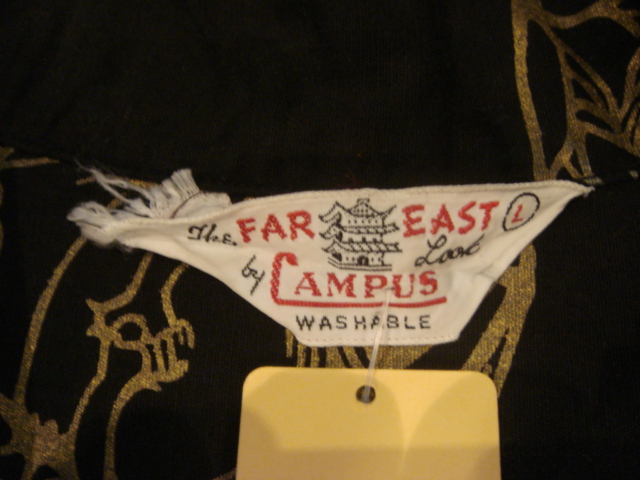 The FAR EAST Look L
by CAMPUS
WASHABLE